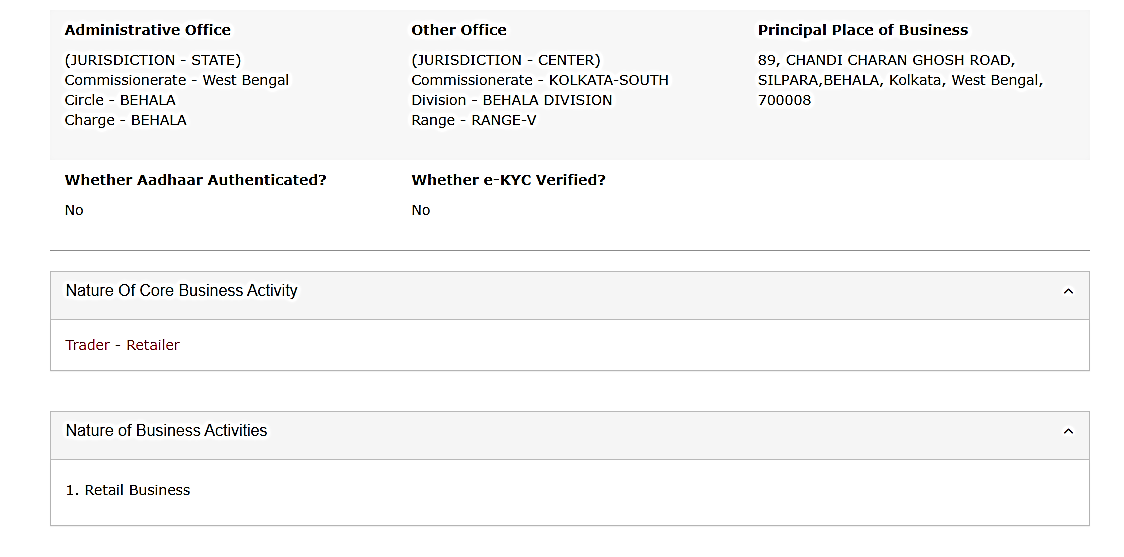 Administrative Office
(JURISDICTION - STATE)
Commissionerate - West Bengal
Circle - BEHALA
Charge - BEHALA
Other Office
(JURISDICTION - CENTER)
Commissionerate - KOLKATA-SOUTH
Division - BEHALA DIVISION
Range - RANGE-V
Principal Place of Business
89, CHANDI CHARAN GHOSH ROAD,
SILPARA,BEHALA, Kolkata, West Bengal,
700008
Whether Aadhaar Authenticated?
No
Whether e-KYC Verified?
No
Nature Of Core Business Activity
Trader - Retailer
Nature of Business Activities
1. Retail Business